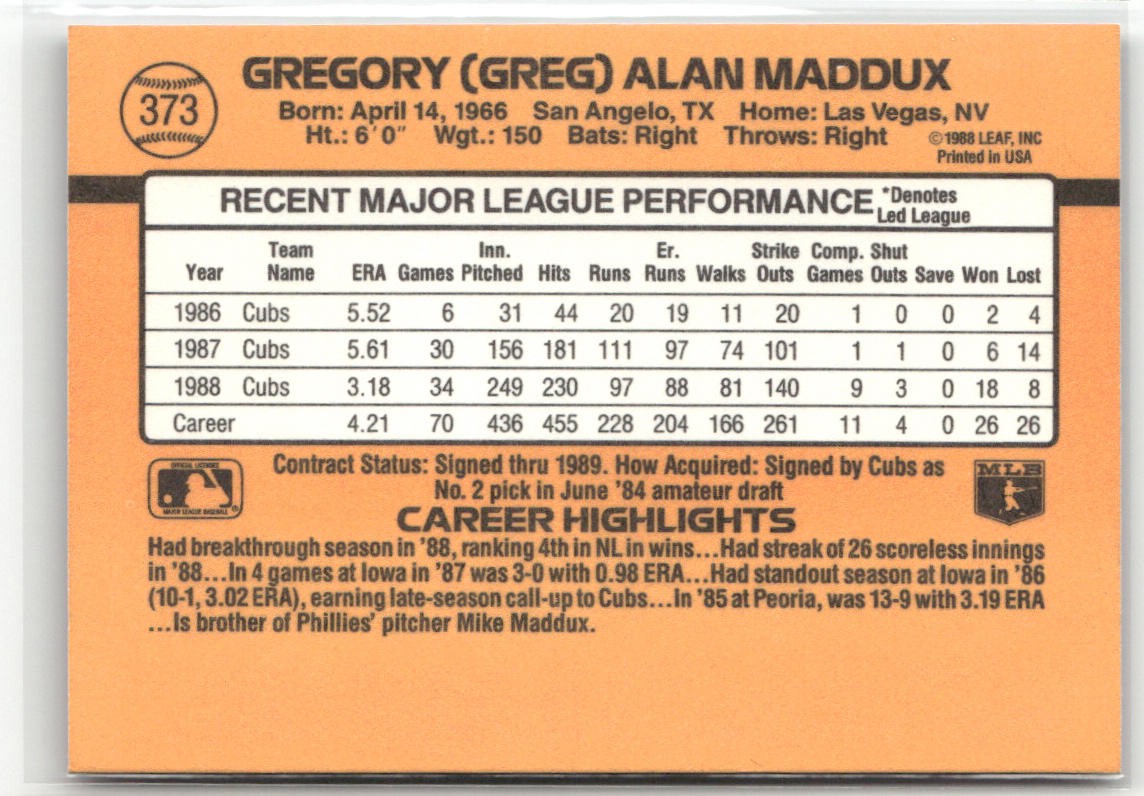 373
GREGORY (GREG) ALAN MADDUX
Born: April 14, 1966 San Angelo, TX Home: Las Vegas, NV
Ht.: 6'0" Wgt.: 150 Bats: Right Throws: Right
©1988 LEAF, INC
Printed in USA
RECENT MAJOR LEAGUE PERFORMANCE *Denotes Led League
Year Team Name ERA Games Inn. Pitched Hits Runs Er. Runs Walks Strike Outs Comp. Games Shut Outs Save Won Lost
1986 Cubs 5.52 6 31 44 20 19 11 20 1 0 0 2 4
1987 Cubs 5.61 30 156 181 111 97 74 101 1 1 0 6 14
1988 Cubs 3.18 34 249 230 97 88 81 140 9 3 0 18 8
Career 4.21 70 436 455 228 204 166 261 11 4 0 26 26
OFFICIAL LICENSEE
MAJOR LEAGUE BASEBALL
®
Contract Status: Signed thru 1989. How Acquired: Signed by Cubs as
No. 2 pick in June '84 amateur draft
MLB
CAREER HIGHLIGHTS
Had breakthrough season in '88, ranking 4th in NL in wins...Had streak of 26 scoreless innings
in '88...In 4 games at Iowa in '87 was 3-0 with 0.98 ERA...Had standout season at Iowa in '86
(10-1, 3.02 ERA), earning late-season call-up to Cubs...In '85 at Peoria, was 13-9 with 3.19 ERA
...Is brother of Phillies' pitcher Mike Maddux.